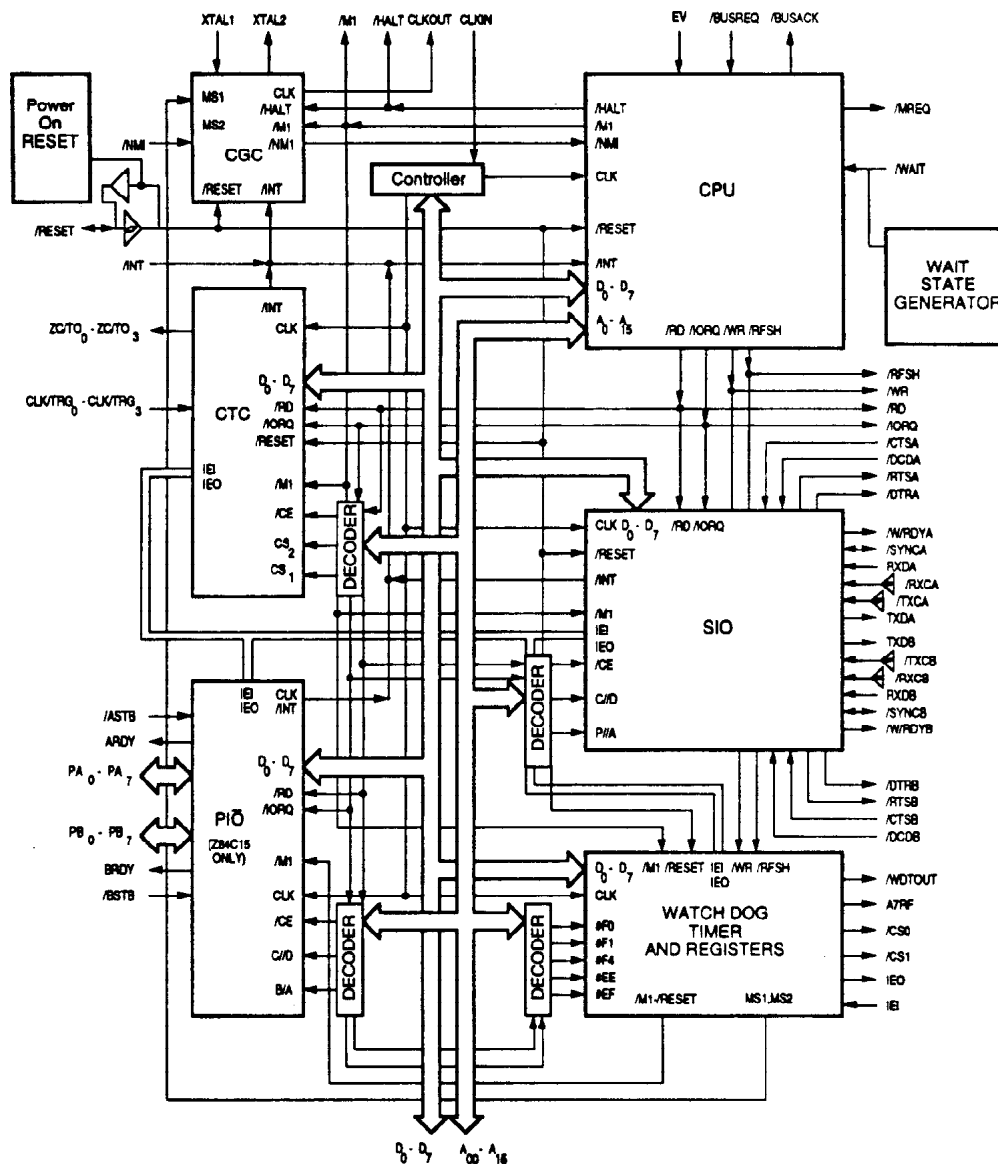 XTAL1 XTAL2 /M1 /HALT CLKOUT CLKIN EV /BUSREQ /BUSACK
Power
On
RESET
MS1
MS2
CLK
/HALT
/M1
/NM1
CGC
/RESET /INT
/NMI
/RESET
/INT
Controller
/HALT
/M1
/NMI
CLK
CPU
/RESET
/INT
D0 - D7
A0 - A15
/RD /IORQ /WR /RFSH
/MREQ
/WAIT
WAIT
STATE
GENERATOR
/INT
CLK
D0 - D7
CTC
/RD
/IORQ
/RESET
IEI
IEO
/M1
/CE
CS2
CS1
ZC/TO0 - ZC/TO3
CLK/TRG0 - CLK/TRG3
DECODER
/RFSH
/WR
/RD
/IORQ
/CTSA
/DCDA
/RTSA
/DTRA
CLK D0 - D7 /RD /IORQ
/RESET
/INT
/M1
IEI
IEO
/CE
C//D
P//A
SIO
/W/RDYA
/SYNCA
RXDA
/RXCA
/TXCA
TXDA
TXDB
/TXCB
/RXCB
RXDB
/SYNCB
/W/RDYB
DECODER
IEI
IEO
CLK
/INT
D0 - D7
/RD
/IORQ
PIO
(Z84C15
ONLY)
/M1
CLK
/CE
C//D
B/A
/ASTB
ARDY
PA0 - PA7
PB0 - PB7
BRDY
/BSTB
DECODER
DECODER
/DTRB
/RTSB
/CTSB
/DCDB
D0 - D7 /M1 /RESET IEI /WR /RFSH
IEO
CLK
WATCH DOG
TIMER
AND REGISTERS
#F0
#F1
#F4
#EE
#EF
/M1-/RESET MS1,MS2
/WDTOUT
A7RF
/CS0
/CS1
IEO
IEI
D0 - D7 A00 - A15